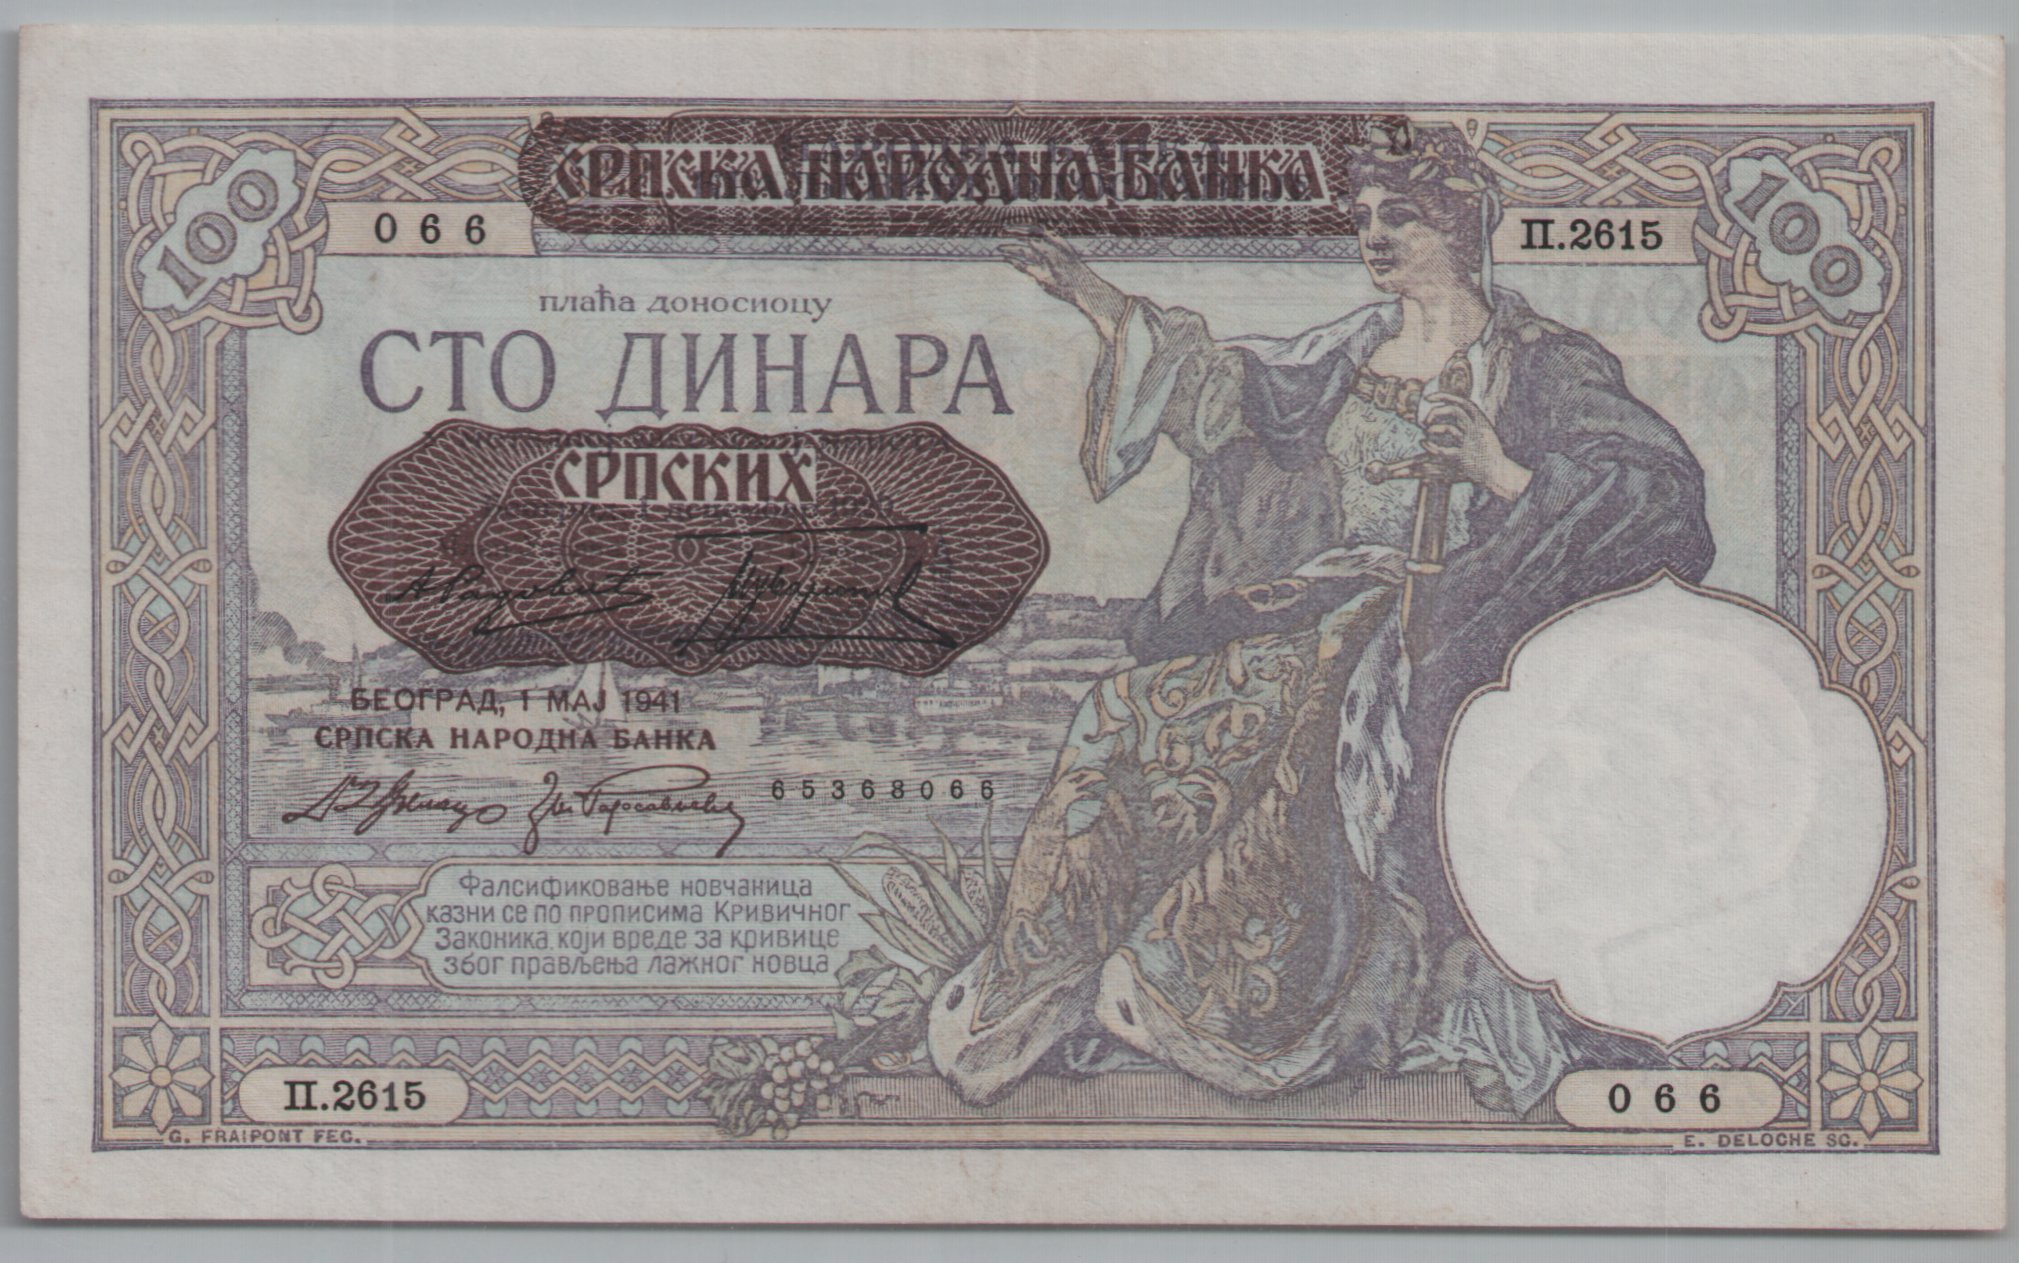 СРПСКА НАРОДНА БАНКА
100
100
066
П.2615
плаћа доносиоцу
СТО ДИНАРА
СРПСКИХ
БЕОГРАД, 1 МАЈ 1941
СРПСКА НАРОДНА БАНКА
65368066
Фалсификовање новчаница
казни се по прописима Кривичног
Законика, који вреде за кривице
због прављења лажног новца
П.2615
066
G. FRAIPONT FEC.
E. DELOCHE SC.